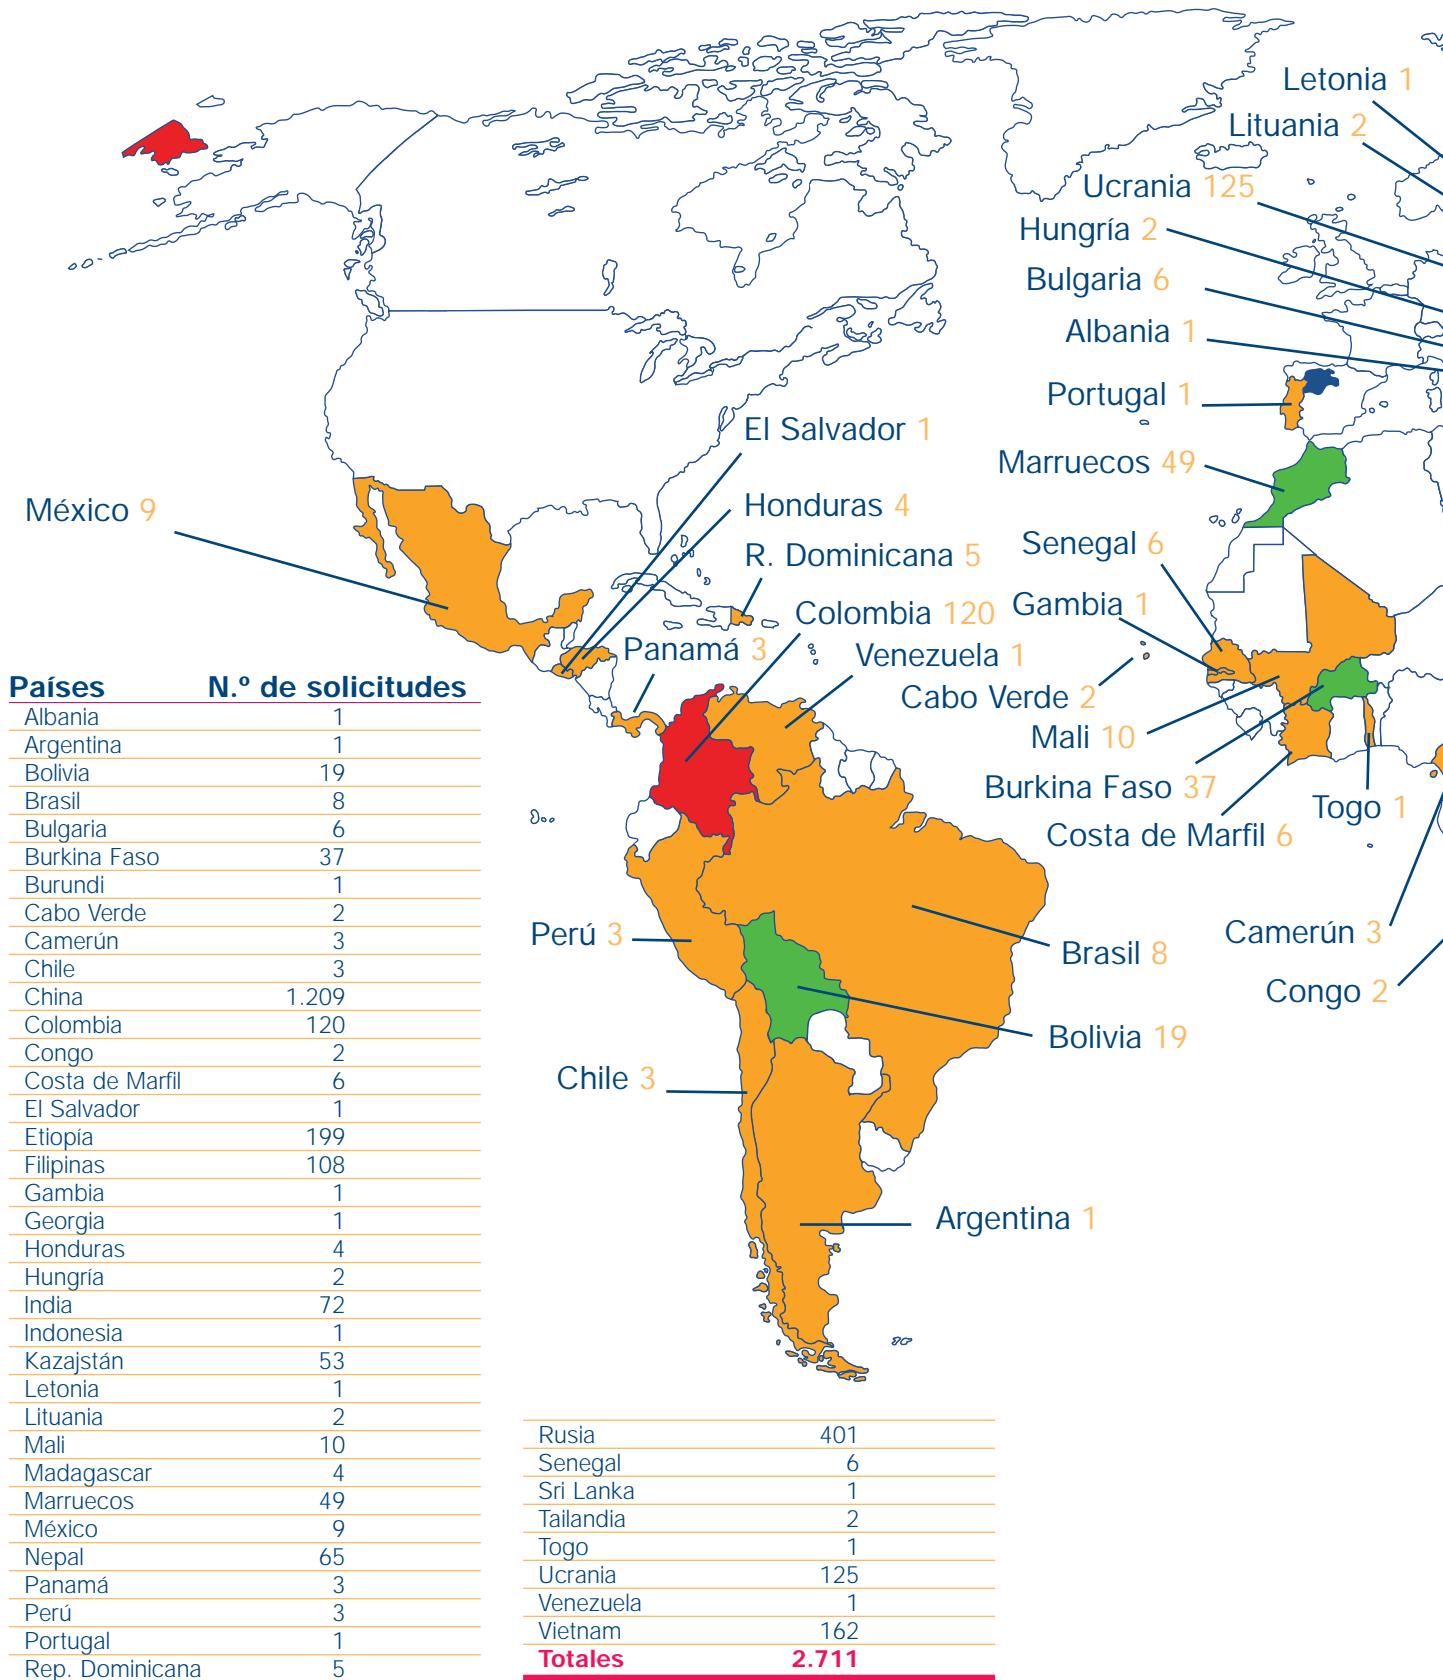 Letonia 1
Lituania 2
Ucrania 125
Hungría 2
Bulgaria 6
Albania 1
Portugal 1
El Salvador 1
Marruecos 49
México 9
Honduras 4
Senegal 6
R. Dominicana 5
Gambia 1
Colombia 120
Panamá 3
Venezuela 1
Cabo Verde 2
Mali 10
Burkina Faso 37
Togo 1
Costa de Marfil 6
Perú 3
Brasil 8
Camerún 3
Congo 2
Bolivia 19
Chile 3
Argentina 1
Países N.º de solicitudes
Albania 1
Argentina 1
Bolivia 19
Brasil 8
Bulgaria 6
Burkina Faso 37
Burundi 1
Cabo Verde 2
Camerún 3
Chile 3
China 1.209
Colombia 120
Congo 2
Costa de Marfil 6
El Salvador 1
Etiopía 199
Filipinas 108
Gambia 1
Georgia 1
Honduras 4
Hungría 2
India 72
Indonesia 1
Kazajstán 53
Letonia 1
Lituania 2
Mali 10
Madagascar 4
Marruecos 49
México 9
Nepal 65
Panamá 3
Perú 3
Portugal 1
Rep. Dominicana 5
Rusia 401
Senegal 6
Sri Lanka 1
Tailandia 2
Togo 1
Ucrania 125
Venezuela 1
Vietnam 162
Totales 2.711